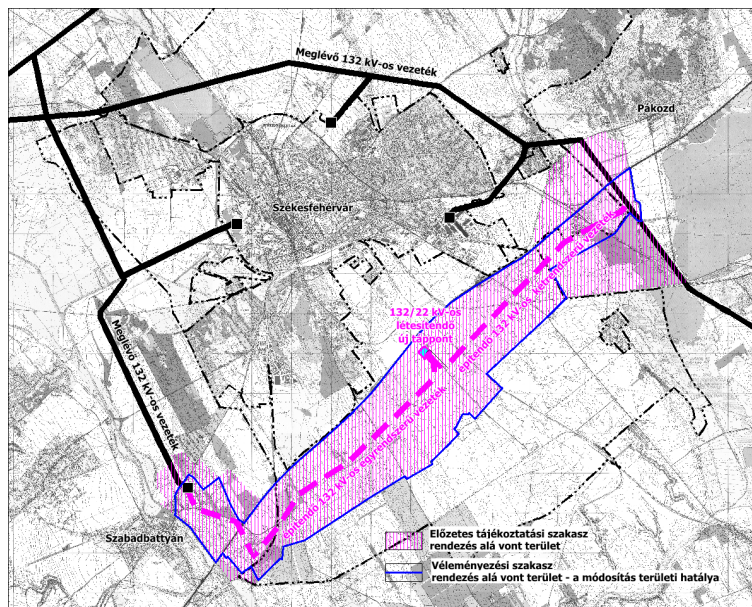 Meglévő 132 kV-os vezeték
Pákozd
Székesfehérvár
132/22 kV-os
létesítendő
új táppont
építendő 132 kV-os kétrendszerű vezeték
Meglévő 132 kV-os vezeték
építendő 132 kV-os egyrendszerű vezeték
Szabadbattyán
Előzetes tájékoztatási szakasz
rendezés alá vont terület
Véleményezési szakasz
rendezés alá vont terület - a módosítás területi hatálya